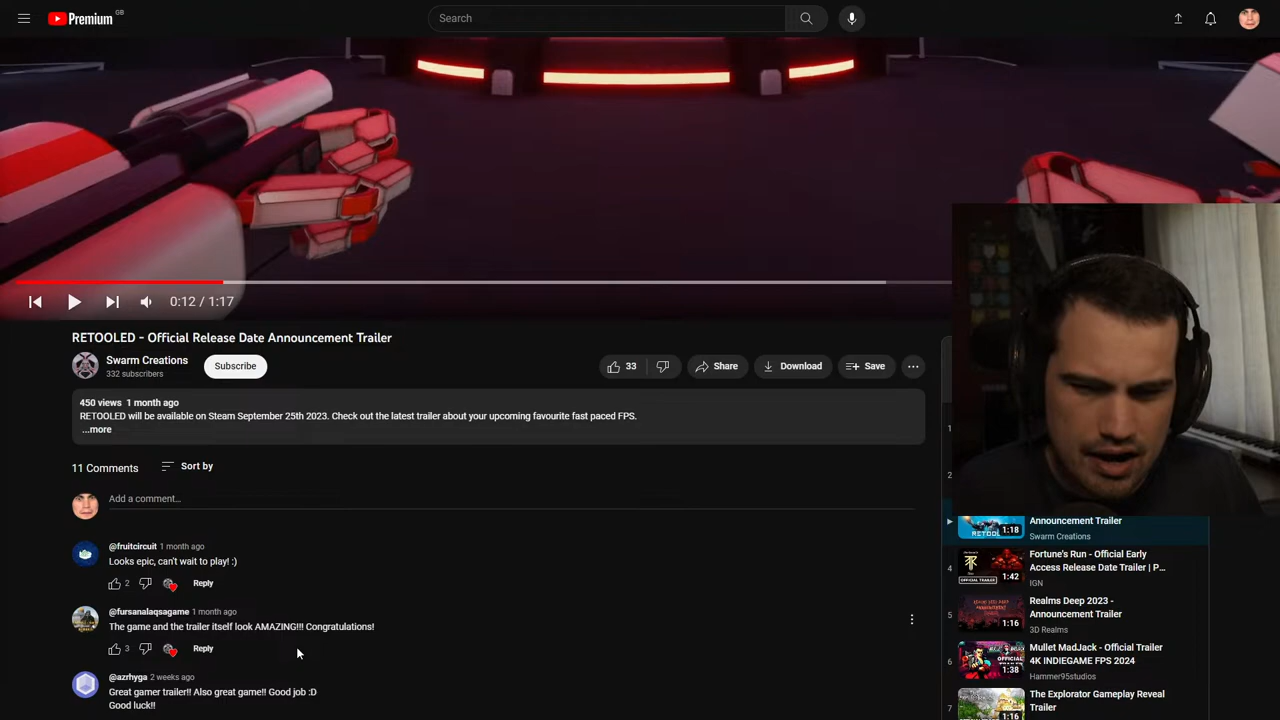 Premium GB
Search
0:12 / 1:17
RETOOLED - Official Release Date Announcement Trailer
Swarm Creations
332 subscribers
Subscribe
33
Share
Download
Save
450 views 1 month ago
RETOOLED will be available on Steam September 25th 2023. Check out the latest trailer about your upcoming favourite fast paced FPS.
...more
11 Comments
Sort by
Add a comment...
@fruitcircuit 1 month ago
Looks epic, can't wait to play! :)
2
Reply
@fursanalaqsagame 1 month ago
The game and the trailer itself look AMAZING!!! Congratulations!
3
Reply
@azrhyga 2 weeks ago
Great gamer trailer!! Also great game!! Good job :D
Good luck!!
1
2
Announcement Trailer
Swarm Creations
1:18
4
Fortune's Run - Official Early
Access Release Date Trailer | P...
IGN
OFFICIAL TRAILER
1:42
Realms Deep 2023 -
Announcement Trailer
3D Realms
1:16
6
Mullet MadJack - Official Trailer
4K INDIEGAME FPS 2024
Hammer95studios
1:31
7
The Explorator Gameplay Reveal
Trailer
1:16